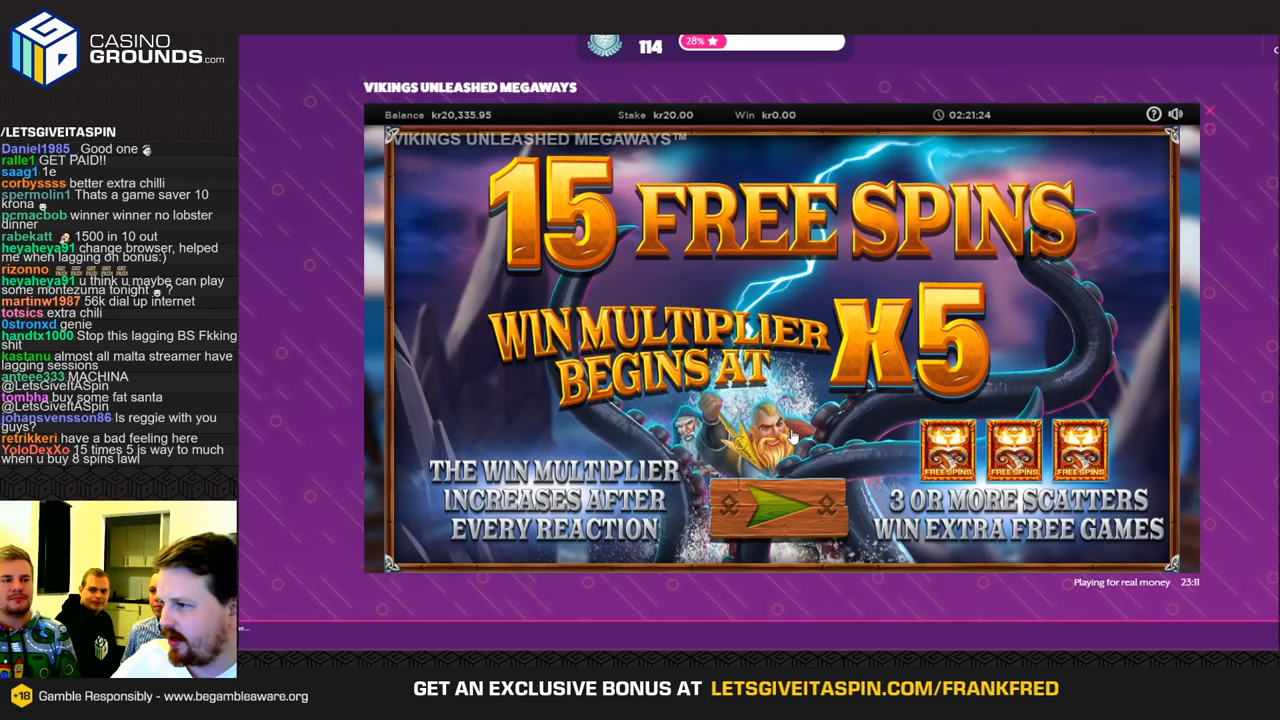 CASINO
GROUNDS.com
114
28%
/LETSGIVEITASPIN
Daniel1985 Good one
ralle1 GET PAID!!
saag1 1e
corbyssss better extra chilli
spermolin1 Thats a game saver 10
krona
pcmacbob winner winner no lobster
dinner
rabekatt 1500 in 10 out
heyaheya91 change browser, helped
me when lagging on bonus:)
rizonno
heyaheya91 u think u maybe can play
some montezuma tonight ?
martinw1987 56k dial up internet
totsics extra chili
0stronxd genie
handtx1000 Stop this lagging BS Fkking
shit
kastanu almost all malta streamer have
lagging sessions
anteee333 MACHINA
@LetsGiveItASpin
tombha buy some fat santa
@LetsGiveItASpin
johansvensson86 Is reggie with you
guys?
retrikkeri have a bad feeling here
YoloDexXo 15 times 5 is way to much
when u buy 8 spins lawl
VIKINGS UNLEASHED MEGAWAYS
Balance kr20,335.95 Stake kr20.00 Win kr0.00 02:21:24
VIKINGS UNLEASHED MEGAWAYS™
15 FREE SPINS
WIN MULTIPLIER
BEGINS AT
X5
THE WIN MULTIPLIER
INCREASES AFTER
EVERY REACTION
FREE SPINS FREE SPINS FREE SPINS
3 OR MORE SCATTERS
WIN EXTRA FREE GAMES
Playing for real money 23:11
+18 Gamble Responsibly - www.begambleaware.org
GET AN EXCLUSIVE BONUS AT LETSGIVEITASPIN.COM/FRANKFRED